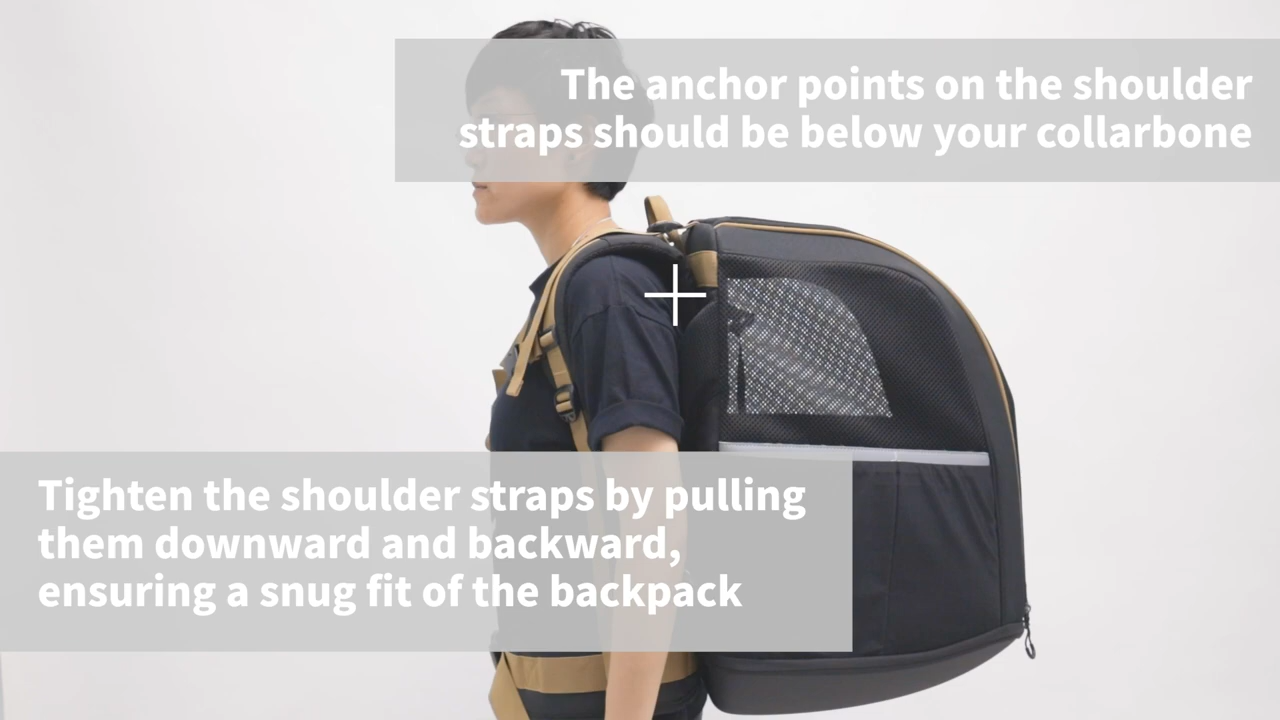 The anchor points on the shoulder
straps should be below your collarbone
Tighten the shoulder straps by pulling
them downward and backward,
ensuring a snug fit of the backpack